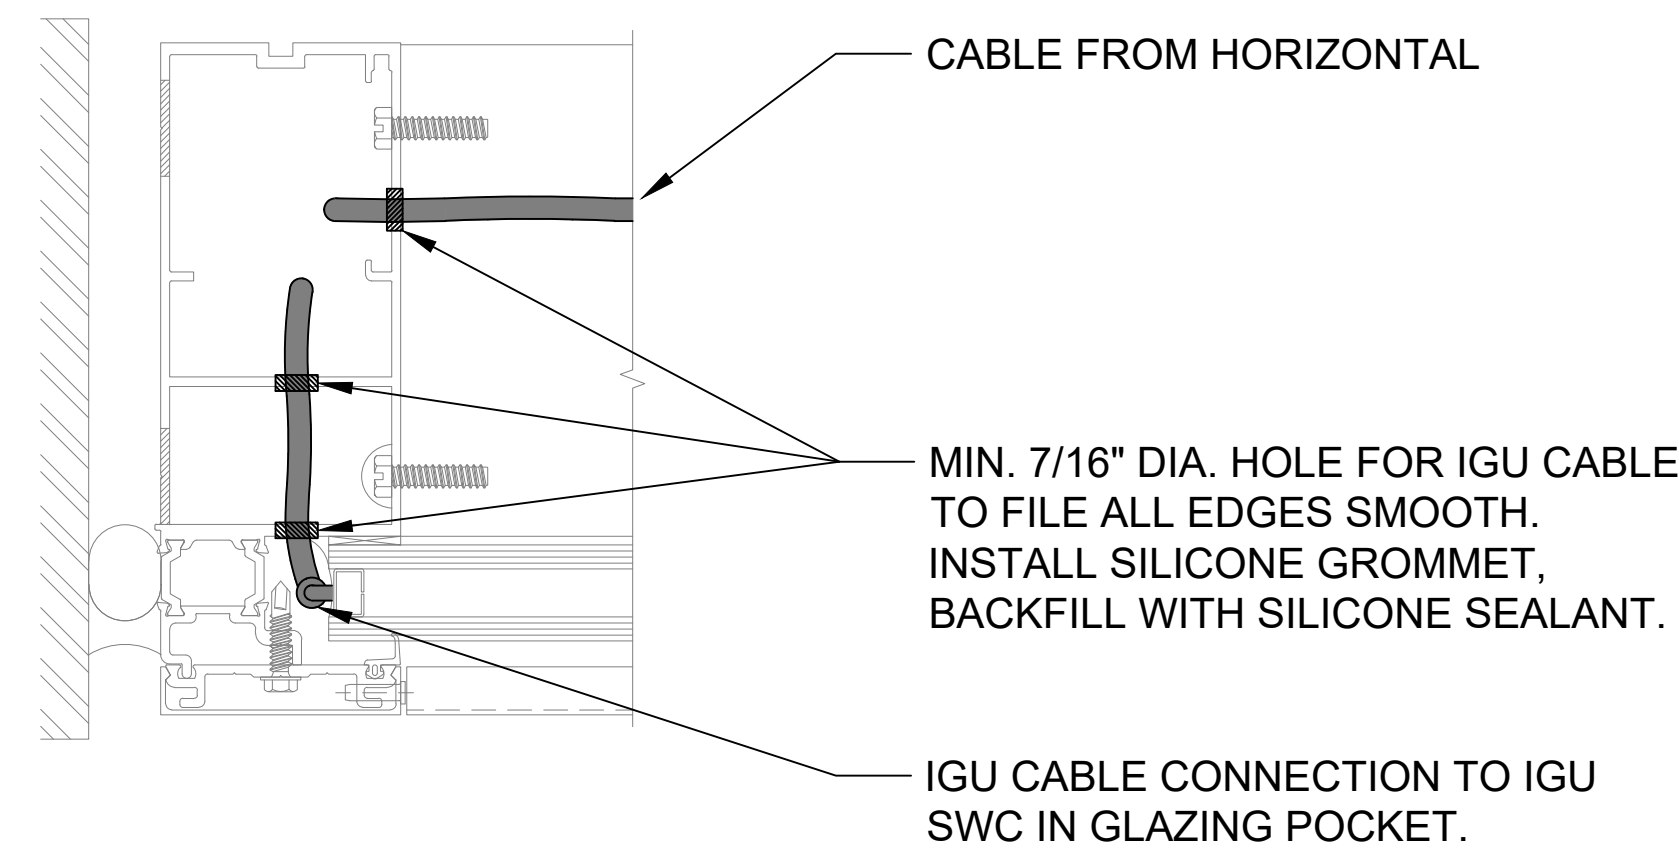 CABLE FROM HORIZONTAL
MIN. 7/16" DIA. HOLE FOR IGU CABLE
TO FILE ALL EDGES SMOOTH.
INSTALL SILICONE GROMMET,
BACKFILL WITH SILICONE SEALANT.
IGU CABLE CONNECTION TO IGU
SWC IN GLAZING POCKET.